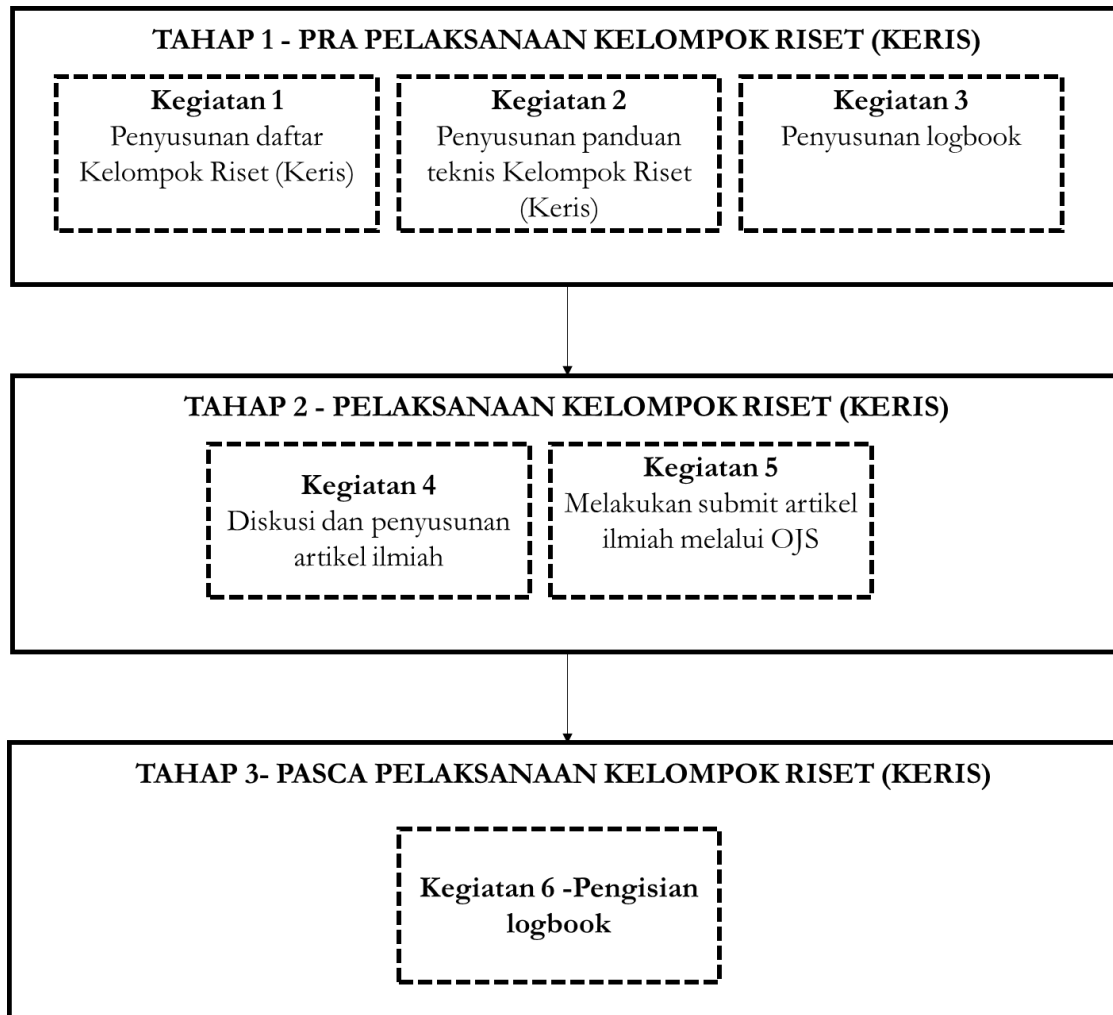 TAHAP 1 - PRA PELAKSANAAN KELOMPOK RISET (KERIS)
Kegiatan 1
Penyusunan daftar
Kelompok Riset (Keris)
Kegiatan 2
Penyusunan panduan
teknis Kelompok Riset
(Keris)
Kegiatan 3
Penyusunan logbook
TAHAP 2 - PELAKSANAAN KELOMPOK RISET (KERIS)
Kegiatan 4
Diskusi dan penyusunan
artikel ilmiah
Kegiatan 5
Melakukan submit artikel
ilmiah melalui OJS
TAHAP 3- PASCA PELAKSANAAN KELOMPOK RISET (KERIS)
Kegiatan 6 -Pengisian
logbook